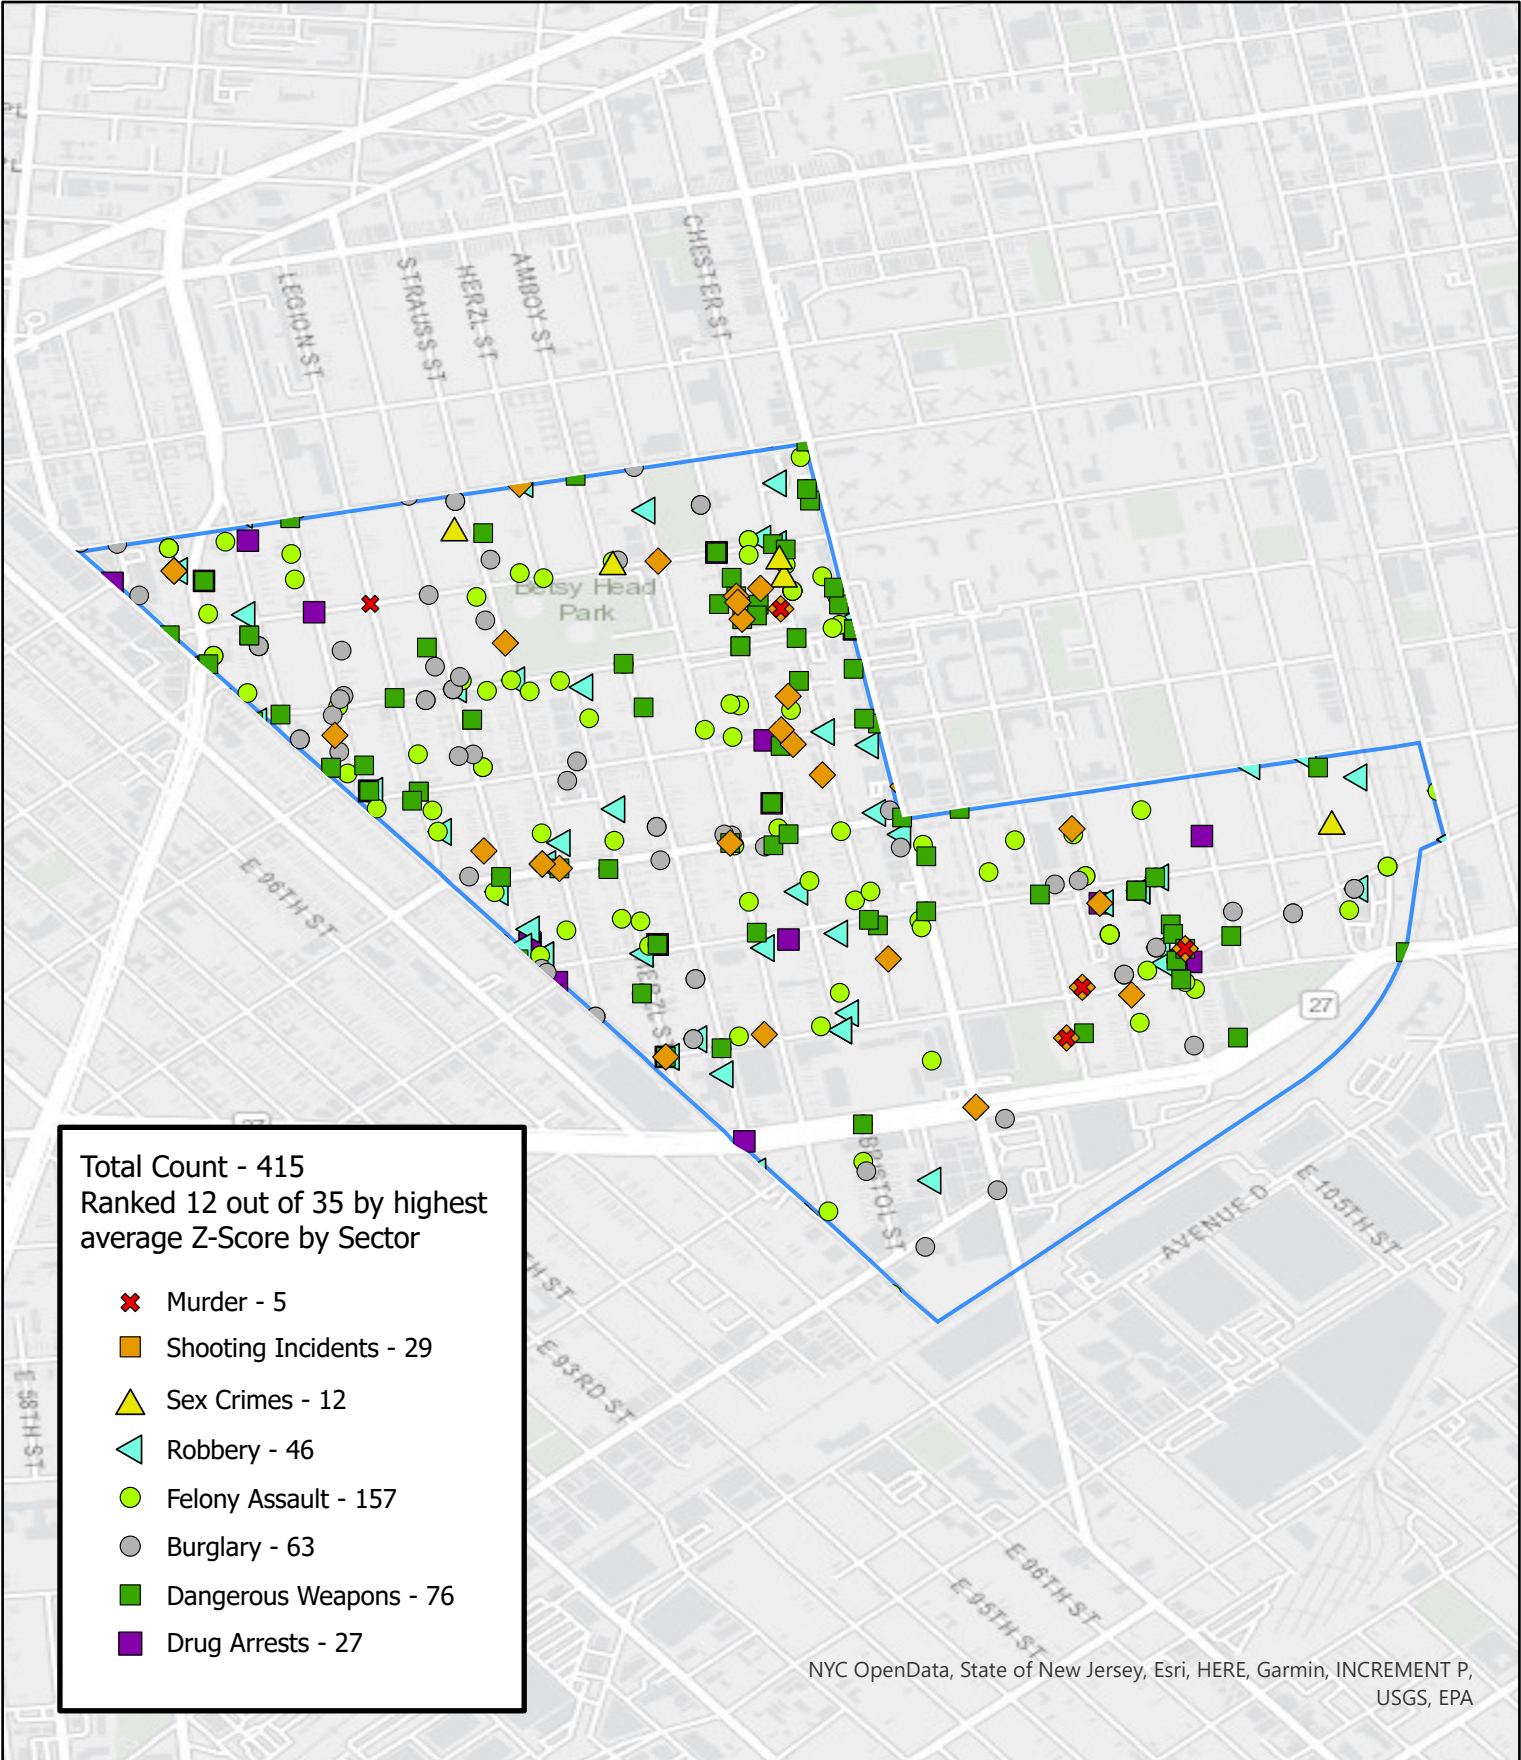 PL
PL
CHESTER ST
AMBOY ST
HERZL ST
STRAUSS ST
LEGION ST
Betsy Head
Park
E 96TH ST
27
BRISTOL ST
AVENUE D
E 105TH ST
E 93RD ST
E 58TH ST
E 96TH ST
E 95TH ST
Total Count - 415
Ranked 12 out of 35 by highest
average Z-Score by Sector
Murder - 5
Shooting Incidents - 29
Sex Crimes - 12
Robbery - 46
Felony Assault - 157
Burglary - 63
Dangerous Weapons - 76
Drug Arrests - 27
NYC OpenData, State of New Jersey, Esri, HERE, Garmin, INCREMENT P,
USGS, EPA